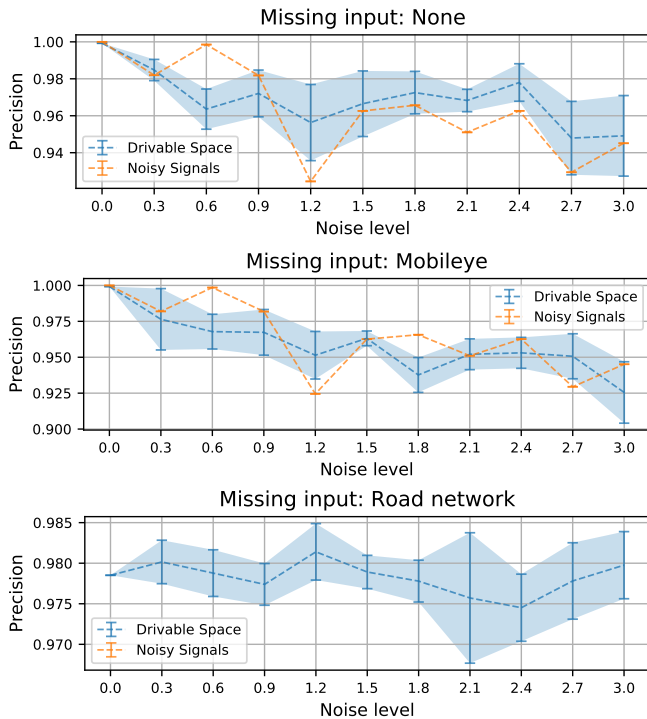 Missing input: None
1.00
0.98
0.96
0.94
Precision
Drivable Space
Noisy Signals
0.0 0.3 0.6 0.9 1.2 1.5 1.8 2.1 2.4 2.7 3.0
Noise level
Missing input: Mobileye
1.000
0.975
0.950
0.925
0.900
Precision
Drivable Space
Noisy Signals
0.0 0.3 0.6 0.9 1.2 1.5 1.8 2.1 2.4 2.7 3.0
Noise level
Missing input: Road network
0.985
0.980
0.975
0.970
Precision
Drivable Space
Noisy Signals
0.0 0.3 0.6 0.9 1.2 1.5 1.8 2.1 2.4 2.7 3.0
Noise level